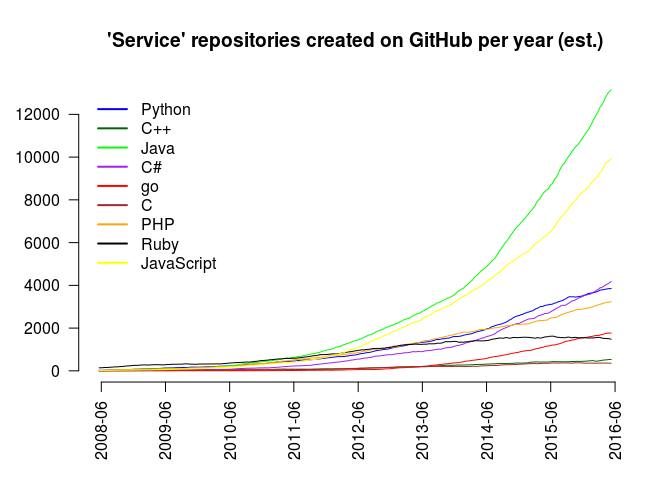 'Service' repositories created on GitHub per year (est.)
12000
10000
8000
6000
4000
2000
0
Python
C++
Java
C#
go
C
PHP
Ruby
JavaScript
2008-06
2009-06
2010-06
2011-06
2012-06
2013-06
2014-06
2015-06
2016-06